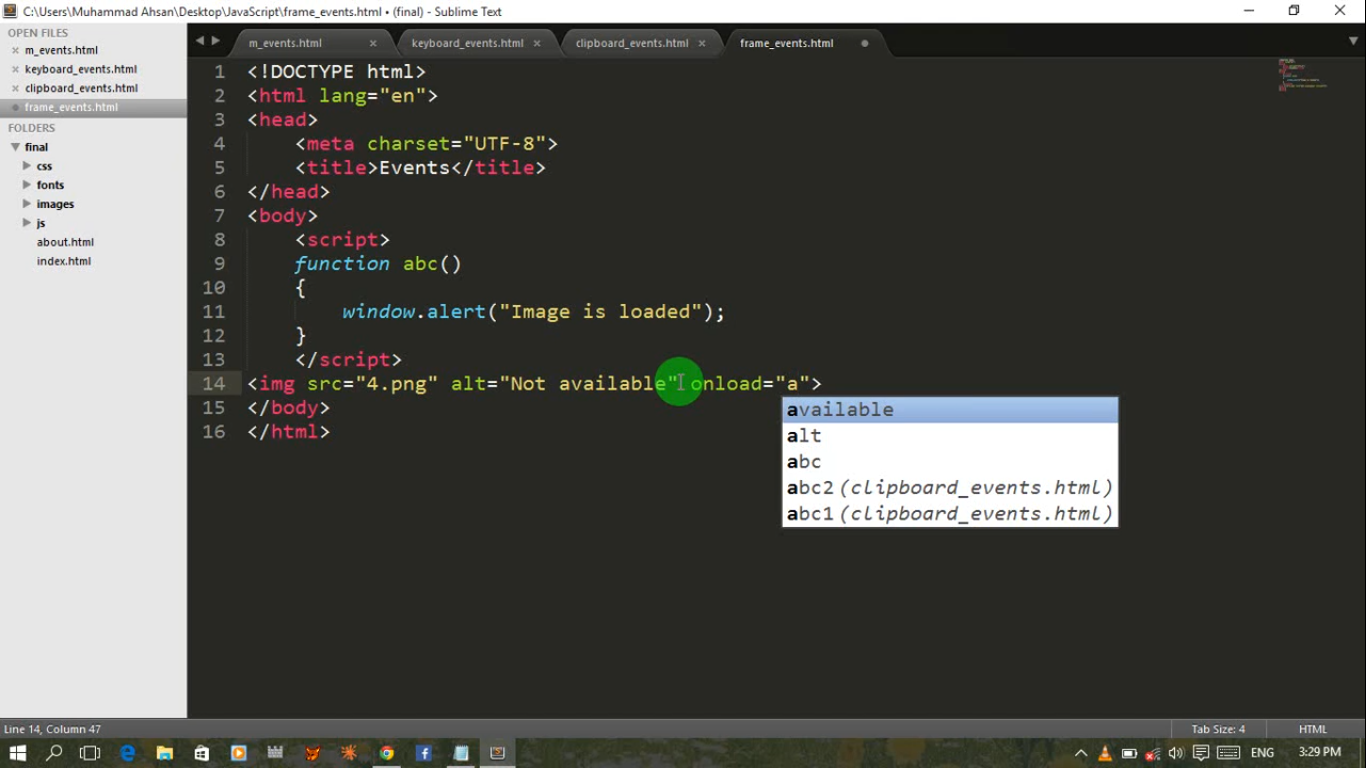 C:\Users\Muhammad Ahsan\Desktop\JavaScript\frame_events.html • (final) - Sublime Text
OPEN FILES
m_events.html
keyboard_events.html
clipboard_events.html
frame_events.html
FOLDERS
final
css
fonts
images
js
about.html
index.html
m_events.html
keyboard_events.html
clipboard_events.html
frame_events.html
1 <!DOCTYPE html>
2 <html lang="en">
3 <head>
4 <meta charset="UTF-8">
5 <title>Events</title>
6 </head>
7 <body>
8 <script>
9 function abc()
10 {
11 window.alert("Image is loaded");
12 }
13 </script>
14 <img src="4.png" alt="Not available" onload="a">
15 </body>
16 </html>
available
alt
abc
abc2 (clipboard_events.html)
abc1 (clipboard_events.html)
Line 14, Column 47
Tab Size: 4
HTML
ENG
3:29 PM